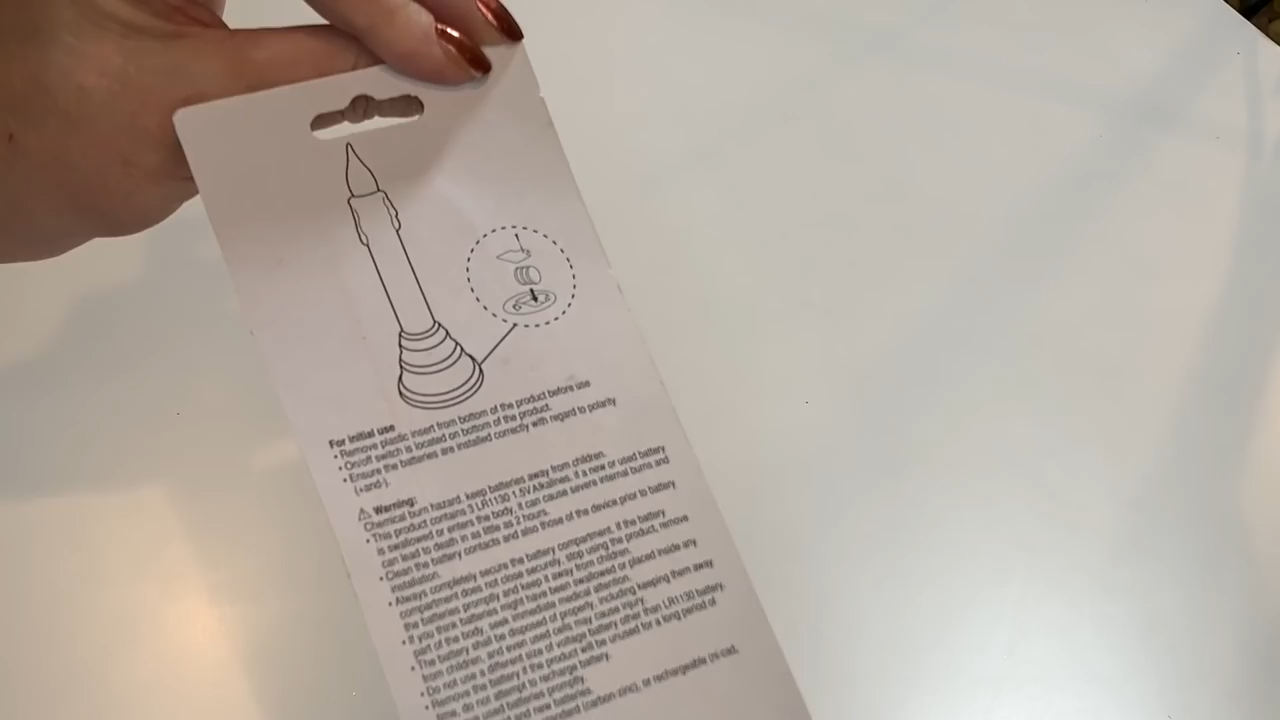 For initial use
• Remove plastic insert from bottom of the product before use
• On/off switch is located on bottom of the product.
• Ensure the batteries are installed correctly with regard to polarity
(+and-).
⚠ Warning:
Chemical burn hazard. keep batteries away from children.
• This product contains 3 LR1130 1.5V Alkalines. if a new or used battery
is swallowed or enters the body, it can cause severe internal burns and
can lead to death in as little as 2 hours.
• Clean the battery contacts and also those of the device prior to battery
installation.
• Always completely secure the battery compartment. If the battery
compartment does not close securely, stop using the product, remove
the batteries promptly and keep it away from children.
• If you think batteries might have been swallowed or placed inside any
part of the body, seek immediate medical attention.
• The battery shall be disposed of properly, including keeping them away
from children, and even used cells may cause injury.
• Do not use a different size of voltage battery other than LR1130 battery.
• Remove the battery if the product will be unused for a long period of
time, do not attempt to recharge battery.
used batteries promptly.
and new batteries.
(carbon-zinc), or rechargeable (ni-cad,